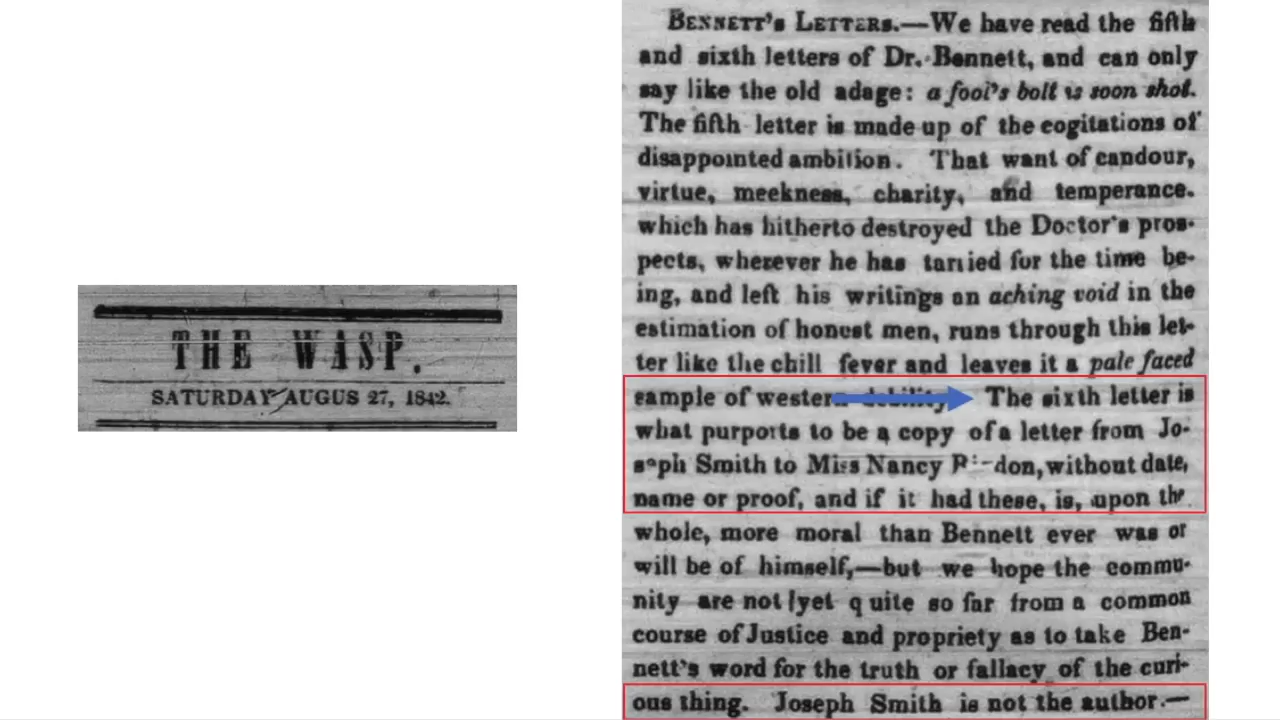 THE WASP.
SATURDAY AUGUS 27, 1842.
BENNETT's LETTERS.—We have read the fifth
and sixth letters of Dr. Bennett, and can only
say like the old adage: a fool's bolt is soon shot.
The fifth letter is made up of the cogitations of
disappointed ambition. That want of candour,
virtue, meekness, charity, and temperance.
which has hitherto destroyed the Doctor's pros-
pects, wherever he has tarried for the time be-
ing, and left his writings an aching void in the
estimation of honest men, runs through this let-
ter like the chill fever and leaves it a pale faced
sample of western The sixth letter is
what purports to be a copy of a letter from Jo-
seph Smith to Miss Nancy without date,
name or proof, and if it had these, is, upon the
whole, more moral than Bennett ever was or
will be of himself,—but we hope the commu-
nity are not yet quite so far from a common
course of Justice and propriety as to take Ben-
nett's word for the truth or fallacy of the curi-
ous thing. Joseph Smith is not the author.—